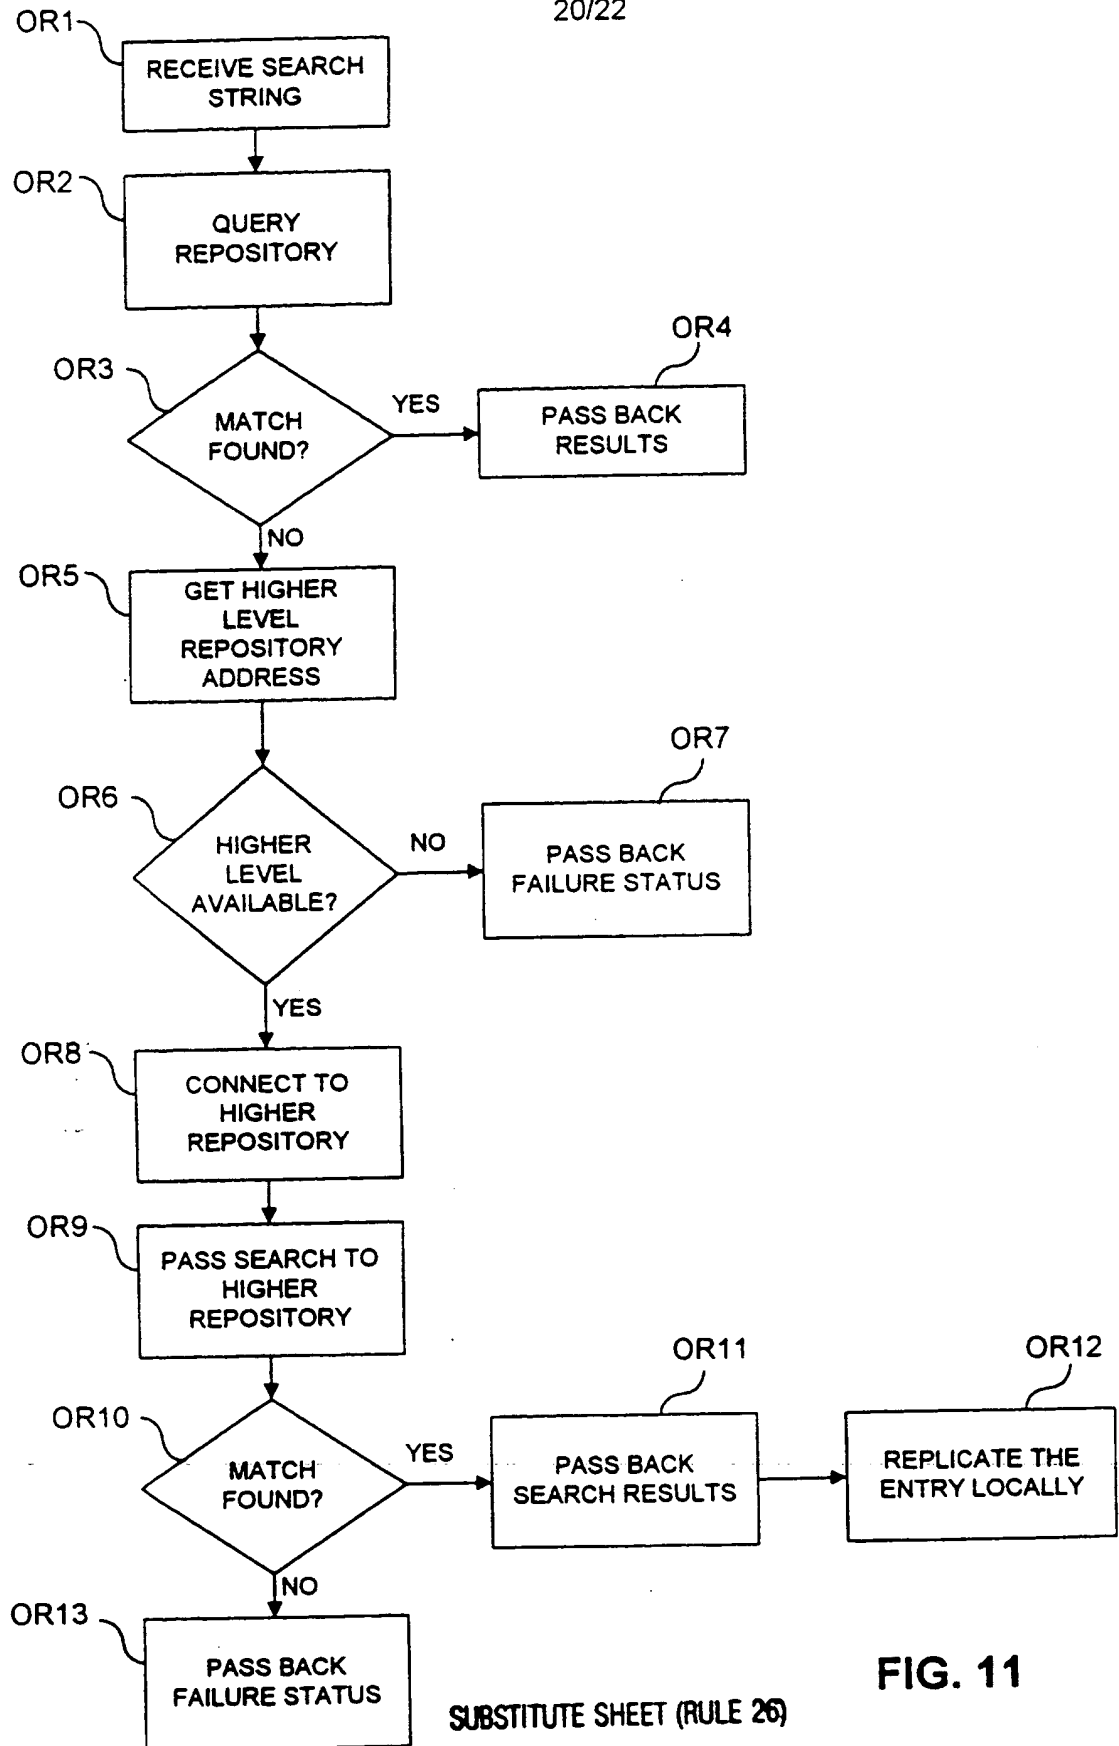 20/22
OR1
RECEIVE SEARCH
STRING
OR2
QUERY
REPOSITORY
OR3
MATCH
FOUND?
YES
OR4
PASS BACK
RESULTS
NO
OR5
GET HIGHER
LEVEL
REPOSITORY
ADDRESS
OR6
HIGHER
LEVEL
AVAILABLE?
NO
OR7
PASS BACK
FAILURE STATUS
YES
OR8
CONNECT TO
HIGHER
REPOSITORY
OR9
PASS SEARCH TO
HIGHER
REPOSITORY
OR10
MATCH
FOUND?
YES
OR11
PASS BACK
SEARCH RESULTS
OR12
REPLICATE THE
ENTRY LOCALLY
NO
OR13
PASS BACK
FAILURE STATUS
FIG. 11
SUBSTITUTE SHEET (RULE 26)